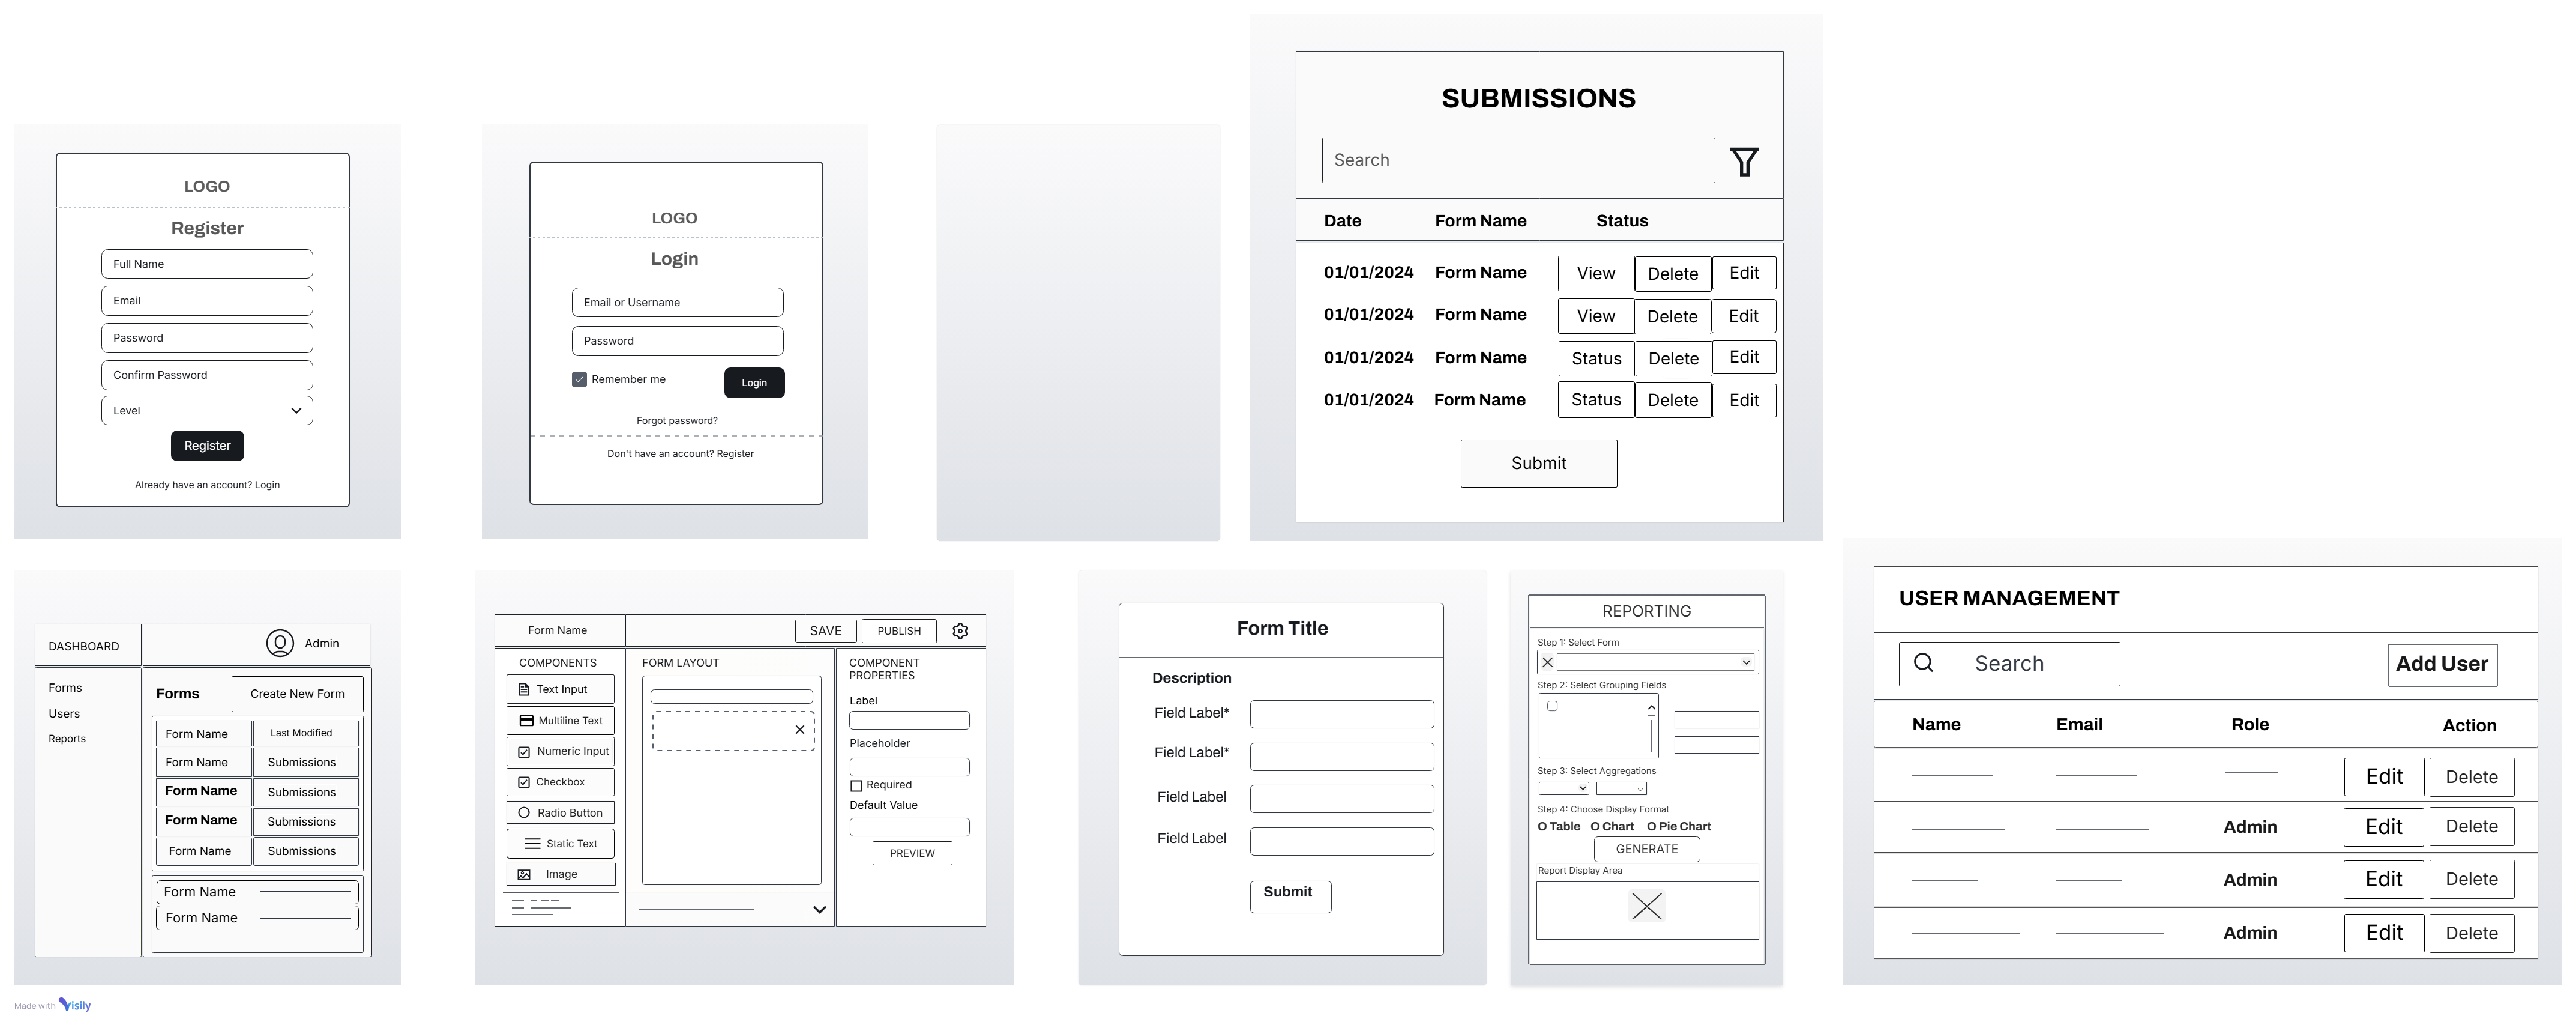 LOGO
Register
Full Name
Email
Password
Confirm Password
Level
Register
Already have an account? Login
LOGO
Login
Email or Username
Password
Remember me
Login
Forgot password?
Don't have an account? Register
SUBMISSIONS
Search
Date Form Name Status
01/01/2024 Form Name View Delete Edit
01/01/2024 Form Name View Delete Edit
01/01/2024 Form Name Status Delete Edit
01/01/2024 Form Name Status Delete Edit
Submit
DASHBOARD
Admin
Forms
Users
Reports
Forms
Create New Form
Form Name Last Modified
Form Name Submissions
Form Name Submissions
Form Name Submissions
Form Name Submissions
Form Name
Form Name
Form Name
SAVE
PUBLISH
COMPONENTS
Text Input
Multiline Text
Numeric Input
Checkbox
Radio Button
Static Text
Image
FORM LAYOUT
COMPONENT
PROPERTIES
Label
Placeholder
Required
Default Value
PREVIEW
Form Title
Description
Field Label*
Field Label*
Field Label
Field Label
Submit
REPORTING
Step 1: Select Form
Step 2: Select Grouping Fields
Step 3: Select Aggregations
Step 4: Choose Display Format
O Table O Chart O Pie Chart
GENERATE
Report Display Area
USER MANAGEMENT
Search
Add User
Name Email Role Action
Edit Delete
Admin Edit Delete
Admin Edit Delete
Admin Edit Delete
Made with Visily